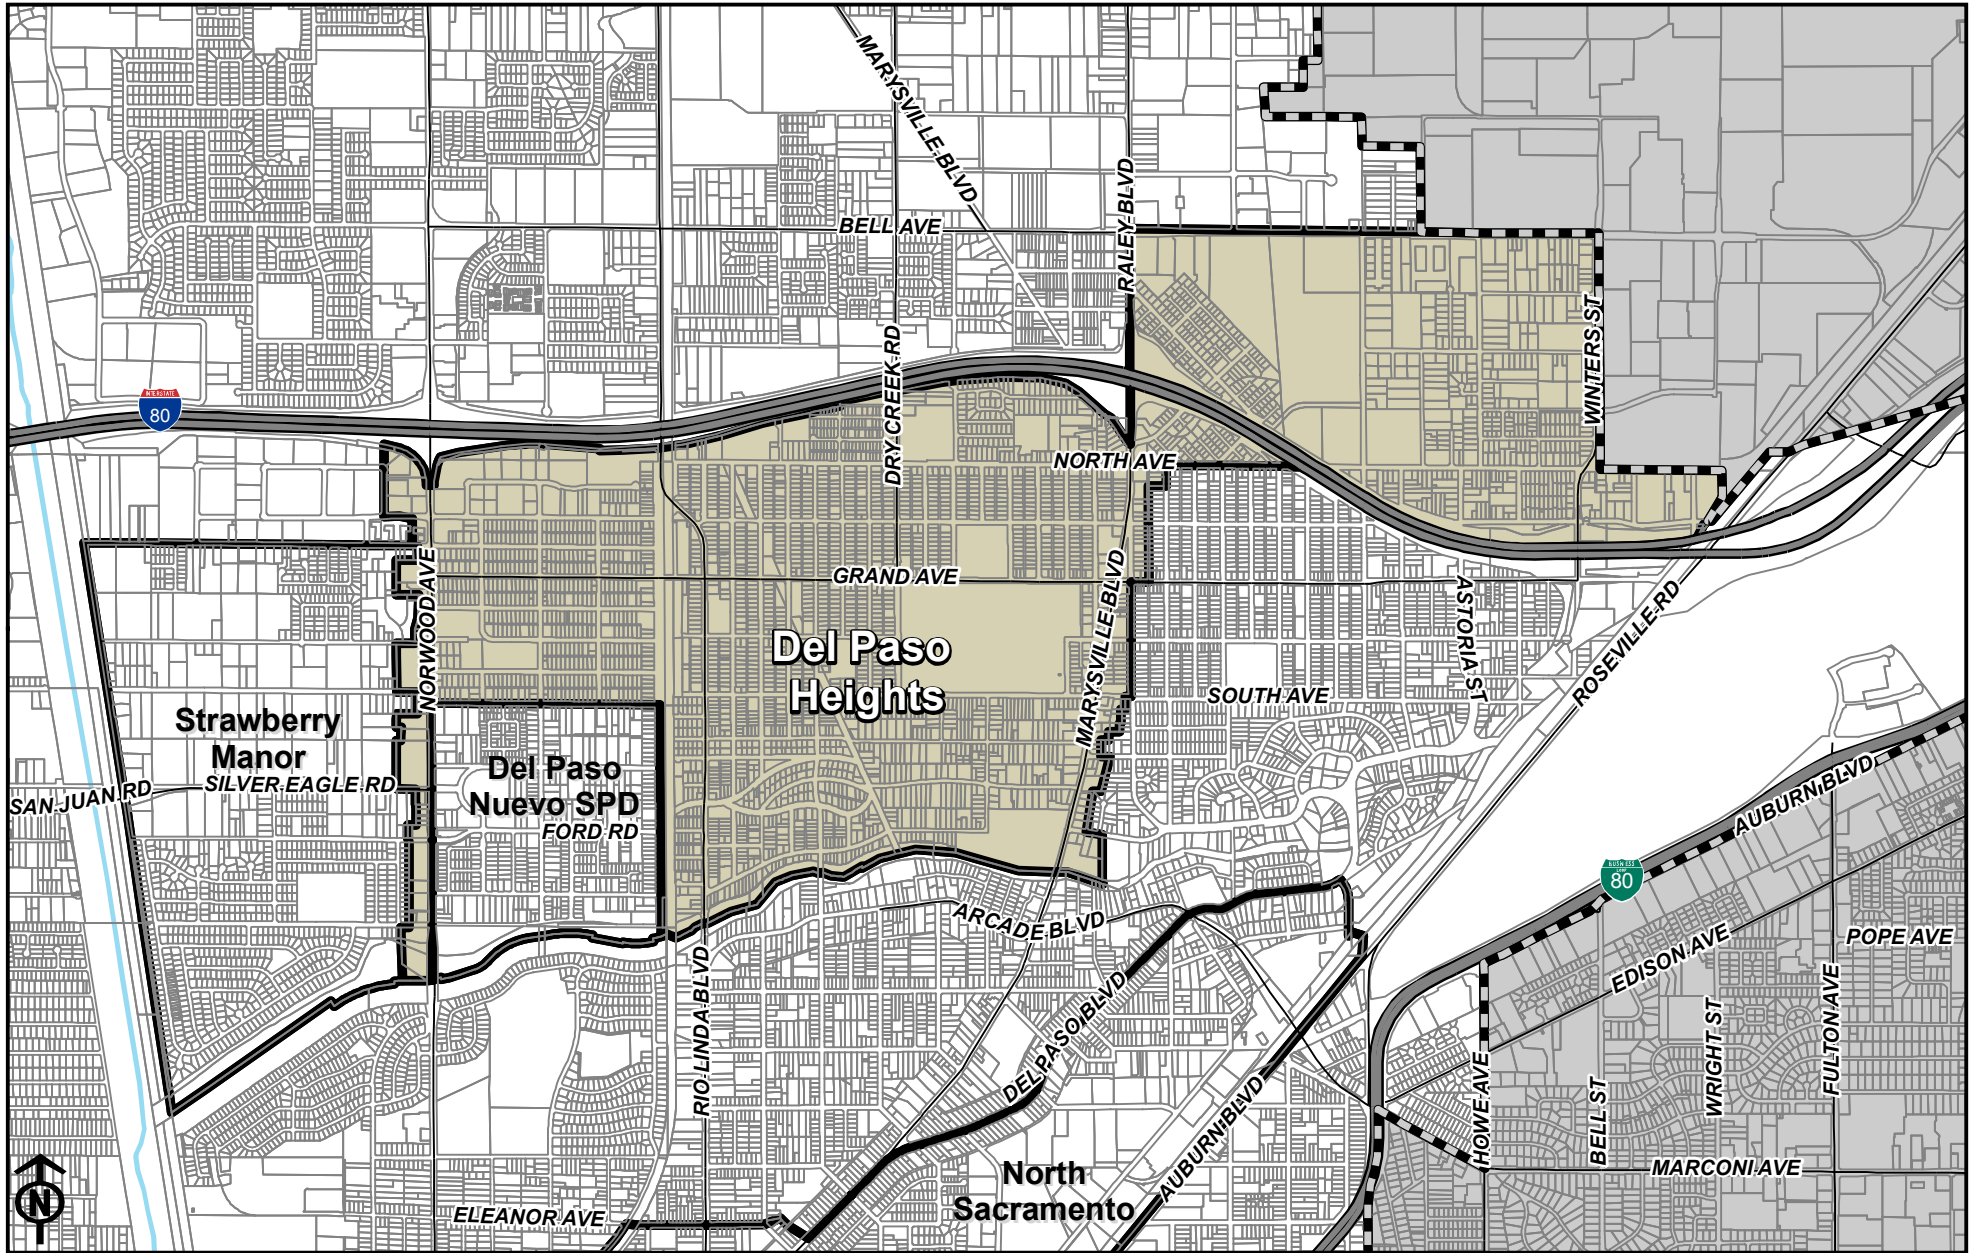 MARYSVILLE BLVD
RALEY BLVD
BELL AVE
DRY CREEK RD
WINTERS ST
INTERSTATE
80
NORTH AVE
NORWOOD AVE
GRAND AVE
MARYSVILLE BLVD
ASTORIA ST
ROSEVILLE RD
Del Paso
Heights
SOUTH AVE
Strawberry
Manor
SILVER EAGLE RD
SAN JUAN RD
Del Paso
Nuevo SPD
FORD RD
AUBURN BLVD
BUSINESS
LOOP
80
ARCADE BLVD
EDISON AVE
POPE AVE
RIO LINDA BLVD
DEL PASO BLVD
AUBURN BLVD
HOWE AVE
BELL ST
WRIGHT ST
FULTON AVE
MARCONI AVE
North
Sacramento
ELEANOR AVE
N